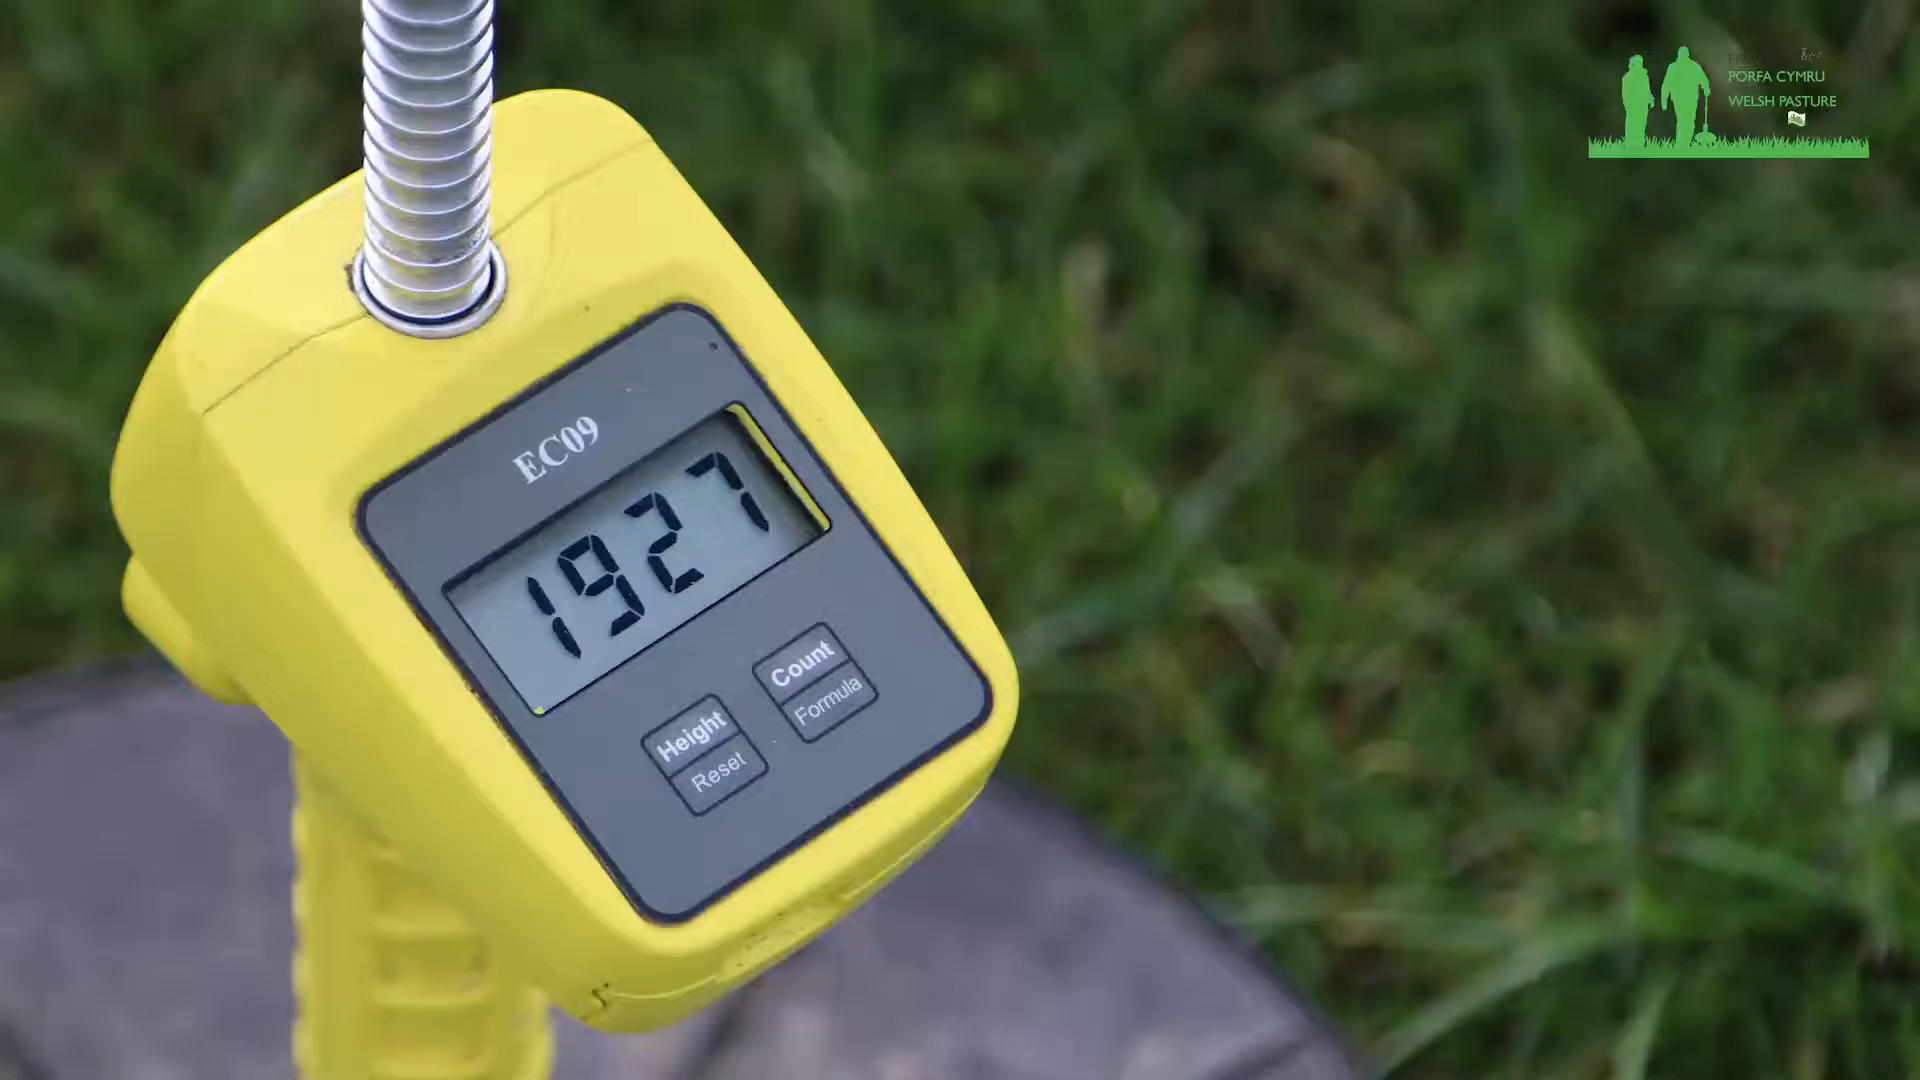 PORFA CYMRU
WELSH PASTURE
EC09
1927
Height
Reset
Count
Formula